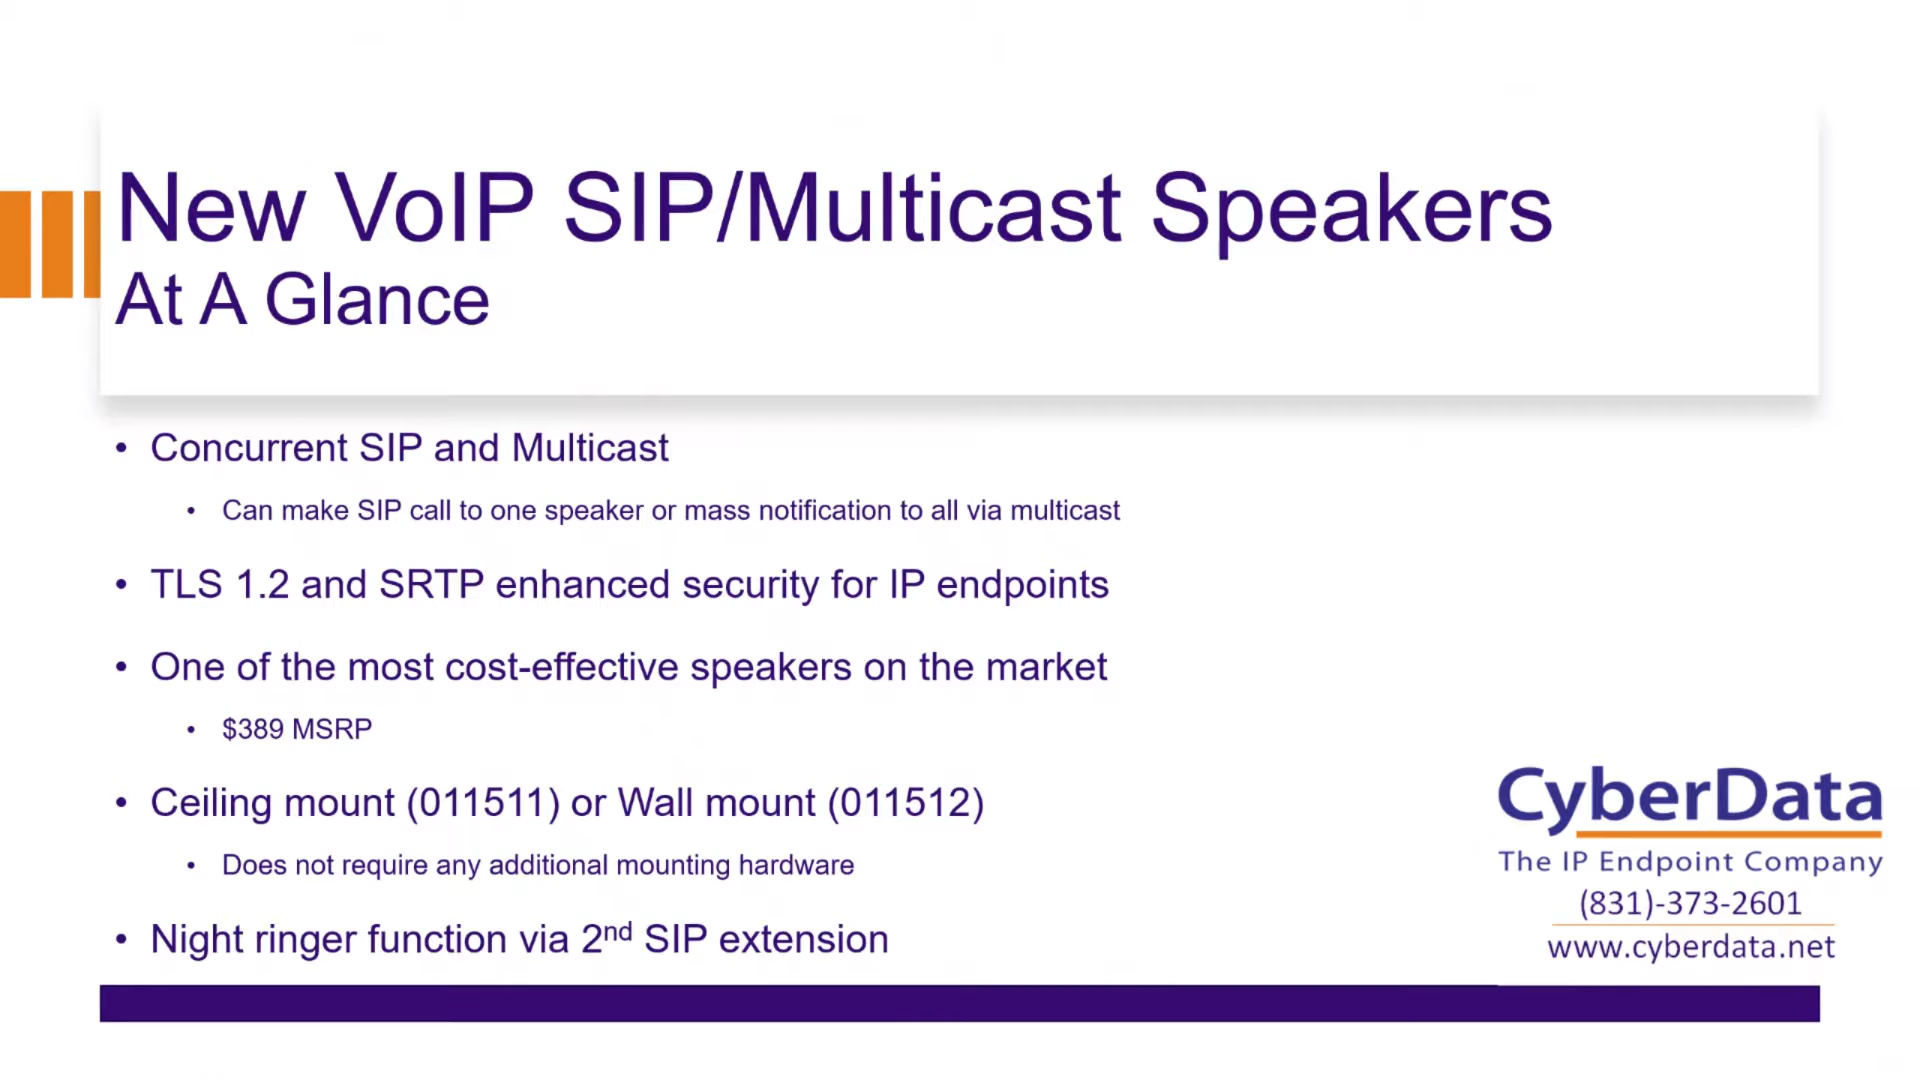 New VoIP SIP/Multicast Speakers
At A Glance
• Concurrent SIP and Multicast
• Can make SIP call to one speaker or mass notification to all via multicast
• TLS 1.2 and SRTP enhanced security for IP endpoints
• One of the most cost-effective speakers on the market
• $389 MSRP
• Ceiling mount (011511) or Wall mount (011512)
• Does not require any additional mounting hardware
• Night ringer function via 2nd SIP extension
CyberData
The IP Endpoint Company
(831)-373-2601
www.cyberdata.net